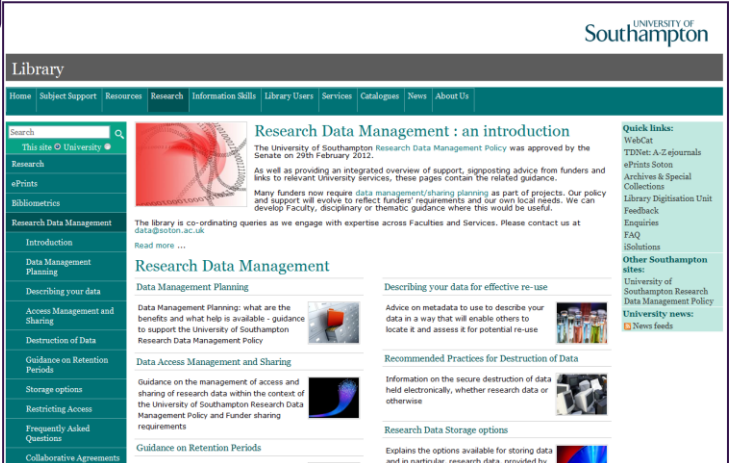 UNIVERSITY OF
Southampton
Library
Home Subject Support Resources Research Information Skills Library Users Services Catalogues News About Us
Search
This site University
Research
ePrints
Bibliometrics
Research Data Management
Introduction
Data Management
Planning
Describing your data
Access Management and
Sharing
Destruction of Data
Guidance on Retention
Periods
Storage options
Restricting Access
Frequently Asked
Questions
Collaborative Agreements
Research Data Management : an introduction
The University of Southampton Research Data Management Policy was approved by the
Senate on 29th February 2012.
As well as providing an integrated overview of support, signposting advice from funders and
links to relevant University services, these pages contain the related guidance.
Many funders now require data management/sharing planning as part of projects. Our policy
and support will evolve to reflect funders' requirements and our own local needs. We can
develop Faculty, disciplinary or thematic guidance where this would be useful.
The library is co-ordinating queries as we engage with expertise across Faculties and Services. Please contact us at
data@soton.ac.uk
Read more ...
Research Data Management
Data Management Planning
Data Management Planning: what are the
benefits and what help is available - guidance
to support the University of Southampton
Research Data Management Policy
Data Access Management and Sharing
Guidance on the management of access and
sharing of research data within the context of
the University of Southampton Research Data
Management Policy and Funder sharing
requirements
Guidance on Retention Periods
Describing your data for effective re-use
Advice on metadata to use to describe your
data in a way that will enable others to
locate it and assess it for potential re-use
Recommended Practices for Destruction of Data
Information on the secure destruction of data
held electronically, whether research data or
otherwise
Research Data Storage options
Explains the options available for storing data
and in particular, research data, provided by
Quick links:
WebCat
TDNet: A-Z ejournals
ePrints Soton
Archives & Special
Collections
Library Digitisation Unit
Feedback
Enquiries
FAQ
iSolutions
Other Southampton
sites:
University of
Southampton Research
Data Management Policy
University news:
News feeds